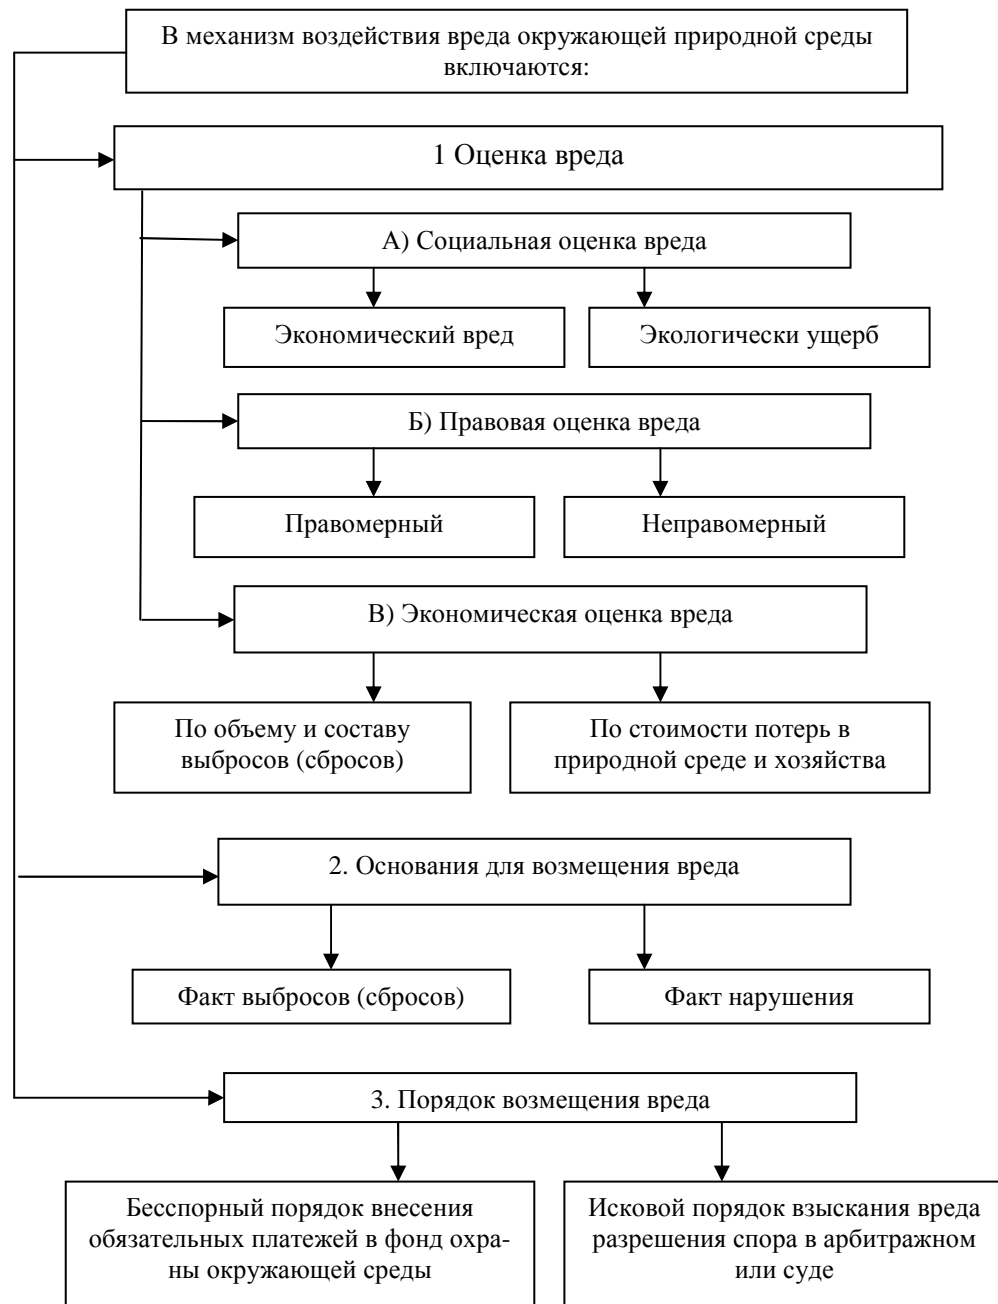 В механизм воздействия вреда окружающей природной среды
включаются:
1 Оценка вреда
А) Социальная оценка вреда
Экономический вред
Экологически ущерб
Б) Правовая оценка вреда
Правомерный
Неправомерный
В) Экономическая оценка вреда
По объему и составу
выбросов (сбросов)
По стоимости потерь в
природной среде и хозяйства
2. Основания для возмещения вреда
Факт выбросов (сбросов)
Факт нарушения
3. Порядок возмещения вреда
Бесспорный порядок внесения
обязательных платежей в фонд охра-
ны окружающей среды
Исковой порядок взыскания вреда
разрешения спора в арбитражном
или суде